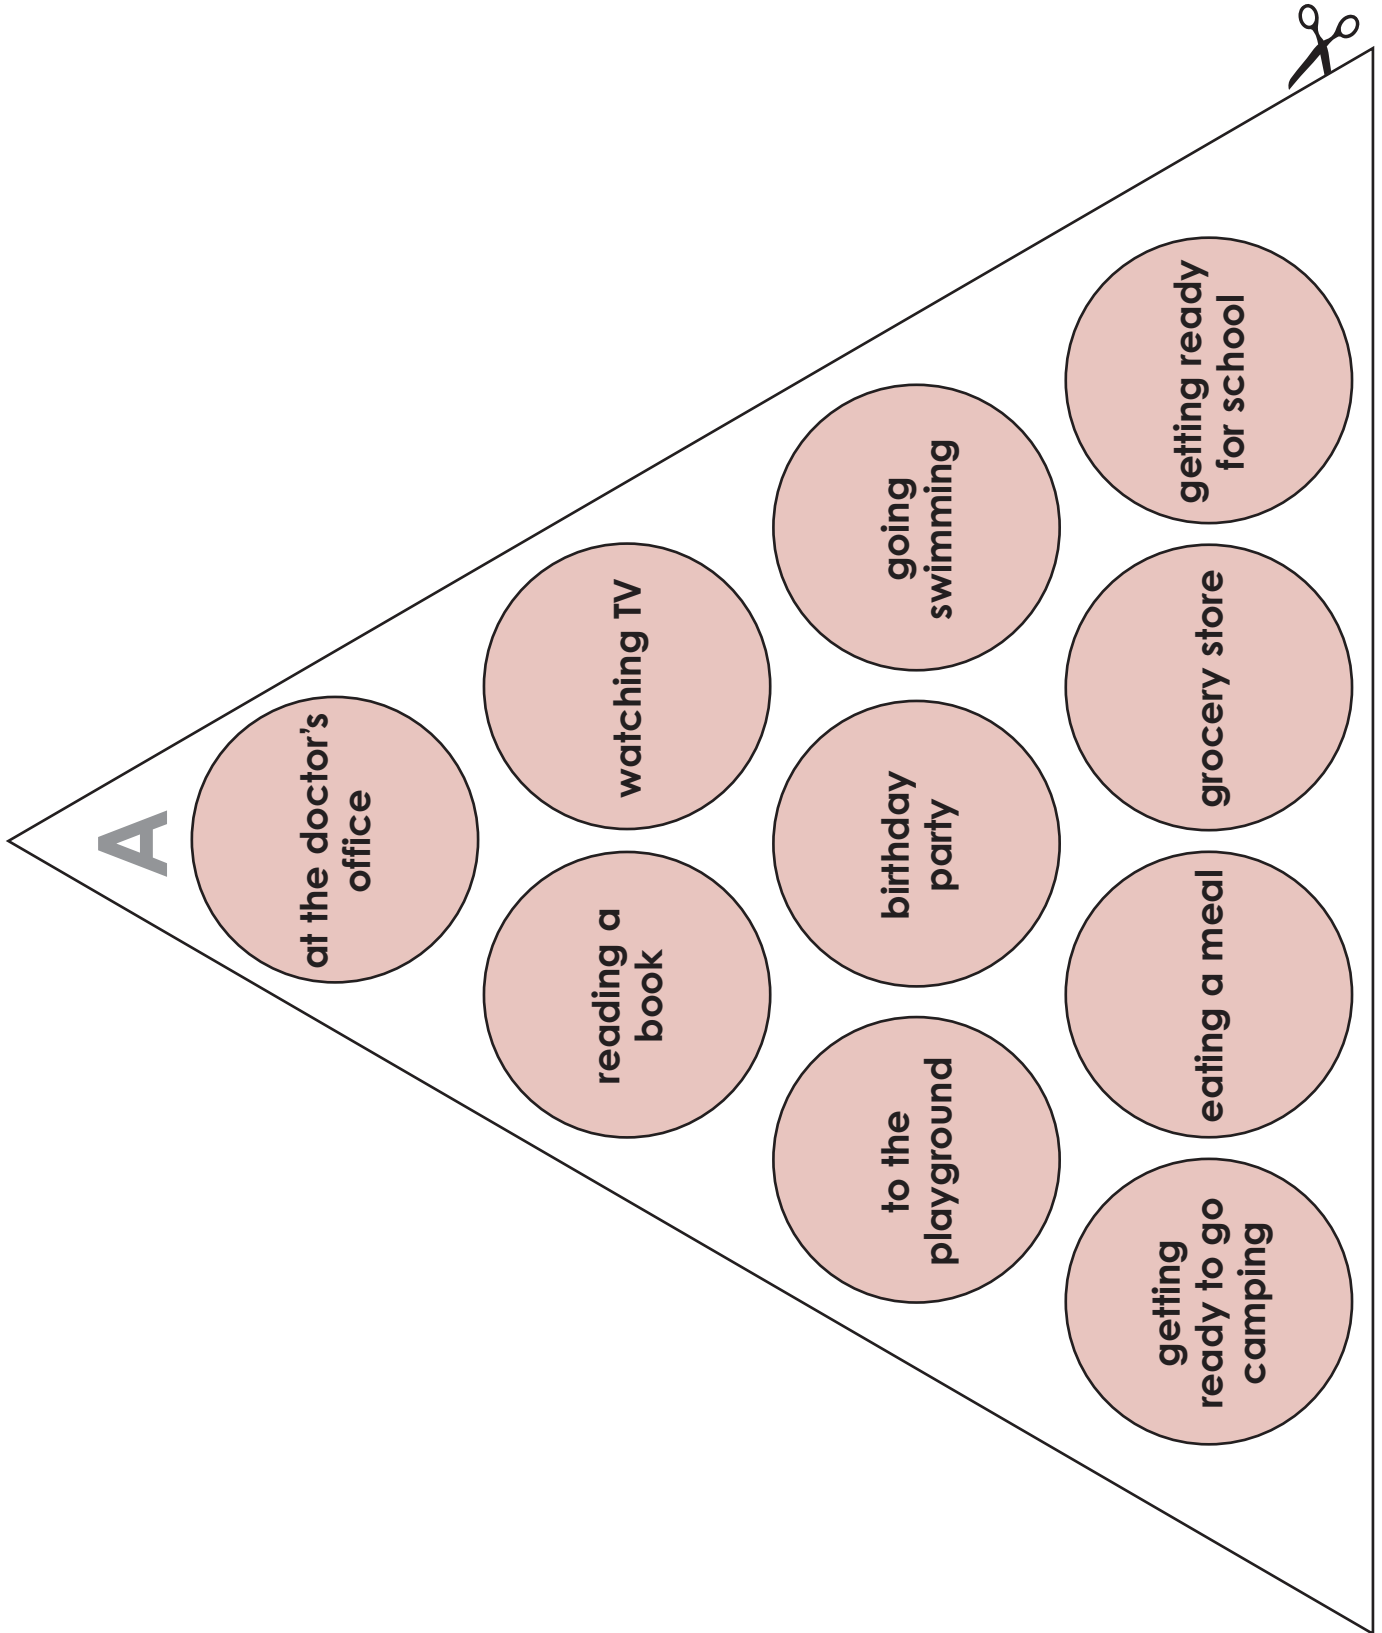 A
at the doctor's
office
reading a
book
watching TV
to the
playground
birthday
party
going
swimming
getting
ready to go
camping
eating a meal
grocery store
getting ready
for school